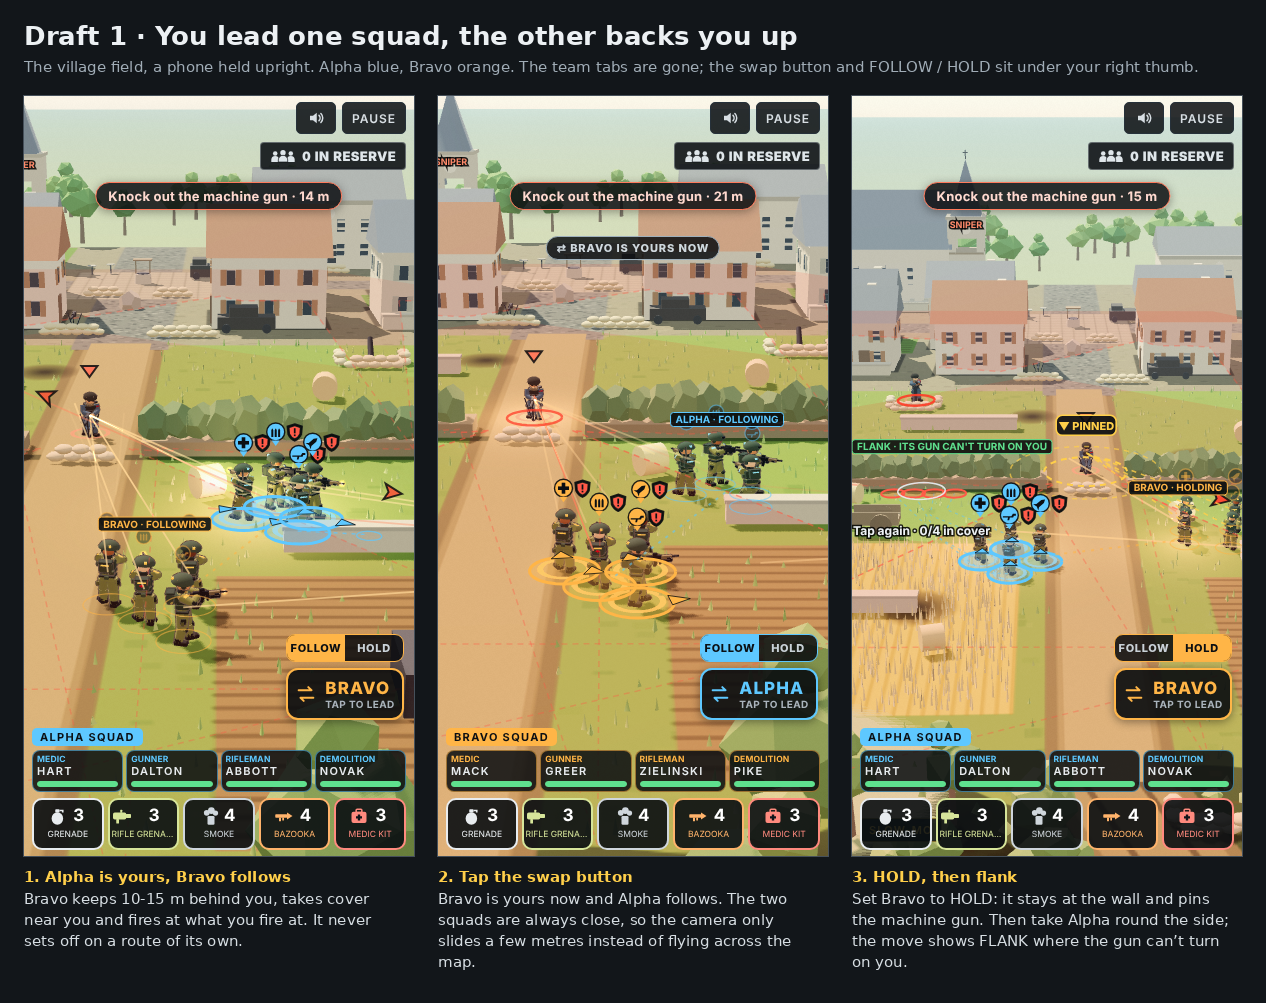 Draft 1 · You lead one squad, the other backs you up
The village field, a phone held upright. Alpha blue, Bravo orange. The team tabs are gone; the swap button and FOLLOW / HOLD sit under your right thumb.
PAUSE
0 IN RESERVE
ER
Knock out the machine gun · 14 m
BRAVO · FOLLOWING
FOLLOW HOLD
BRAVO
TAP TO LEAD
ALPHA SQUAD
MEDIC GUNNER RIFLEMAN DEMOLITION
HART DALTON ABBOTT NOVAK
3 3 4 4 3
GRENADE RIFLE GRENA... SMOKE BAZOOKA MEDIC KIT
1. Alpha is yours, Bravo follows
Bravo keeps 10-15 m behind you, takes cover
near you and fires at what you fire at. It never
sets off on a route of its own.
PAUSE
0 IN RESERVE
SNIPER
Knock out the machine gun · 21 m
⇄ BRAVO IS YOURS NOW
ALPHA · FOLLOWING
FOLLOW HOLD
ALPHA
TAP TO LEAD
BRAVO SQUAD
MEDIC GUNNER RIFLEMAN DEMOLITION
MACK GREER ZIELINSKI PIKE
3 3 4 4 3
GRENADE RIFLE GRENA... SMOKE BAZOOKA MEDIC KIT
2. Tap the swap button
Bravo is yours now and Alpha follows. The two
squads are always close, so the camera only
slides a few metres instead of flying across the
map.
PAUSE
0 IN RESERVE
Knock out the machine gun · 15 m
SNIPER
▼ PINNED
FLANK · ITS GUN CAN'T TURN ON YOU
BRAVO · HOLDING
Tap again · 0/4 in cover
FOLLOW HOLD
BRAVO
TAP TO LEAD
ALPHA SQUAD
MEDIC GUNNER RIFLEMAN DEMOLITION
HART DALTON ABBOTT NOVAK
3 3 4 4 3
GRENADE RIFLE GRENA... SMOKE BAZOOKA MEDIC KIT
3. HOLD, then flank
Set Bravo to HOLD: it stays at the wall and pins
the machine gun. Then take Alpha round the side;
the move shows FLANK where the gun can't turn
on you.